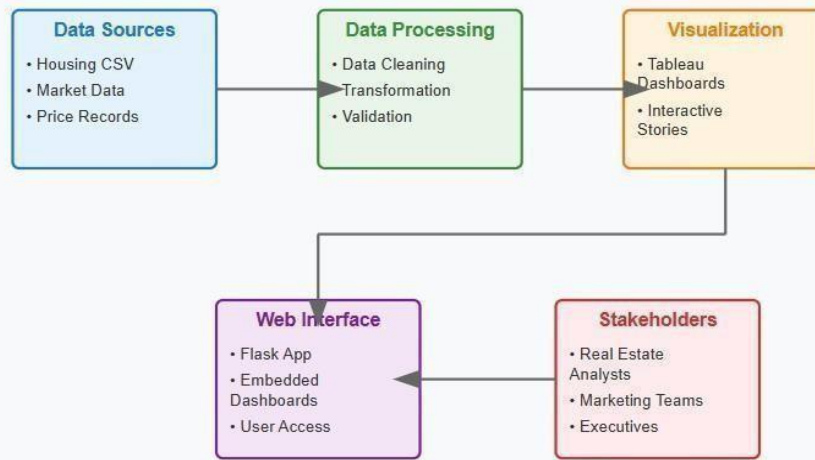 Data Sources
• Housing CSV
• Market Data
• Price Records
Data Processing
• Data Cleaning
Transformation
• Validation
Visualization
• Tableau
Dashboards
• Interactive
Stories
Web Interface
• Flask App
• Embedded
Dashboards
• User Access
Stakeholders
• Real Estate
Analysts
• Marketing Teams
• Executives